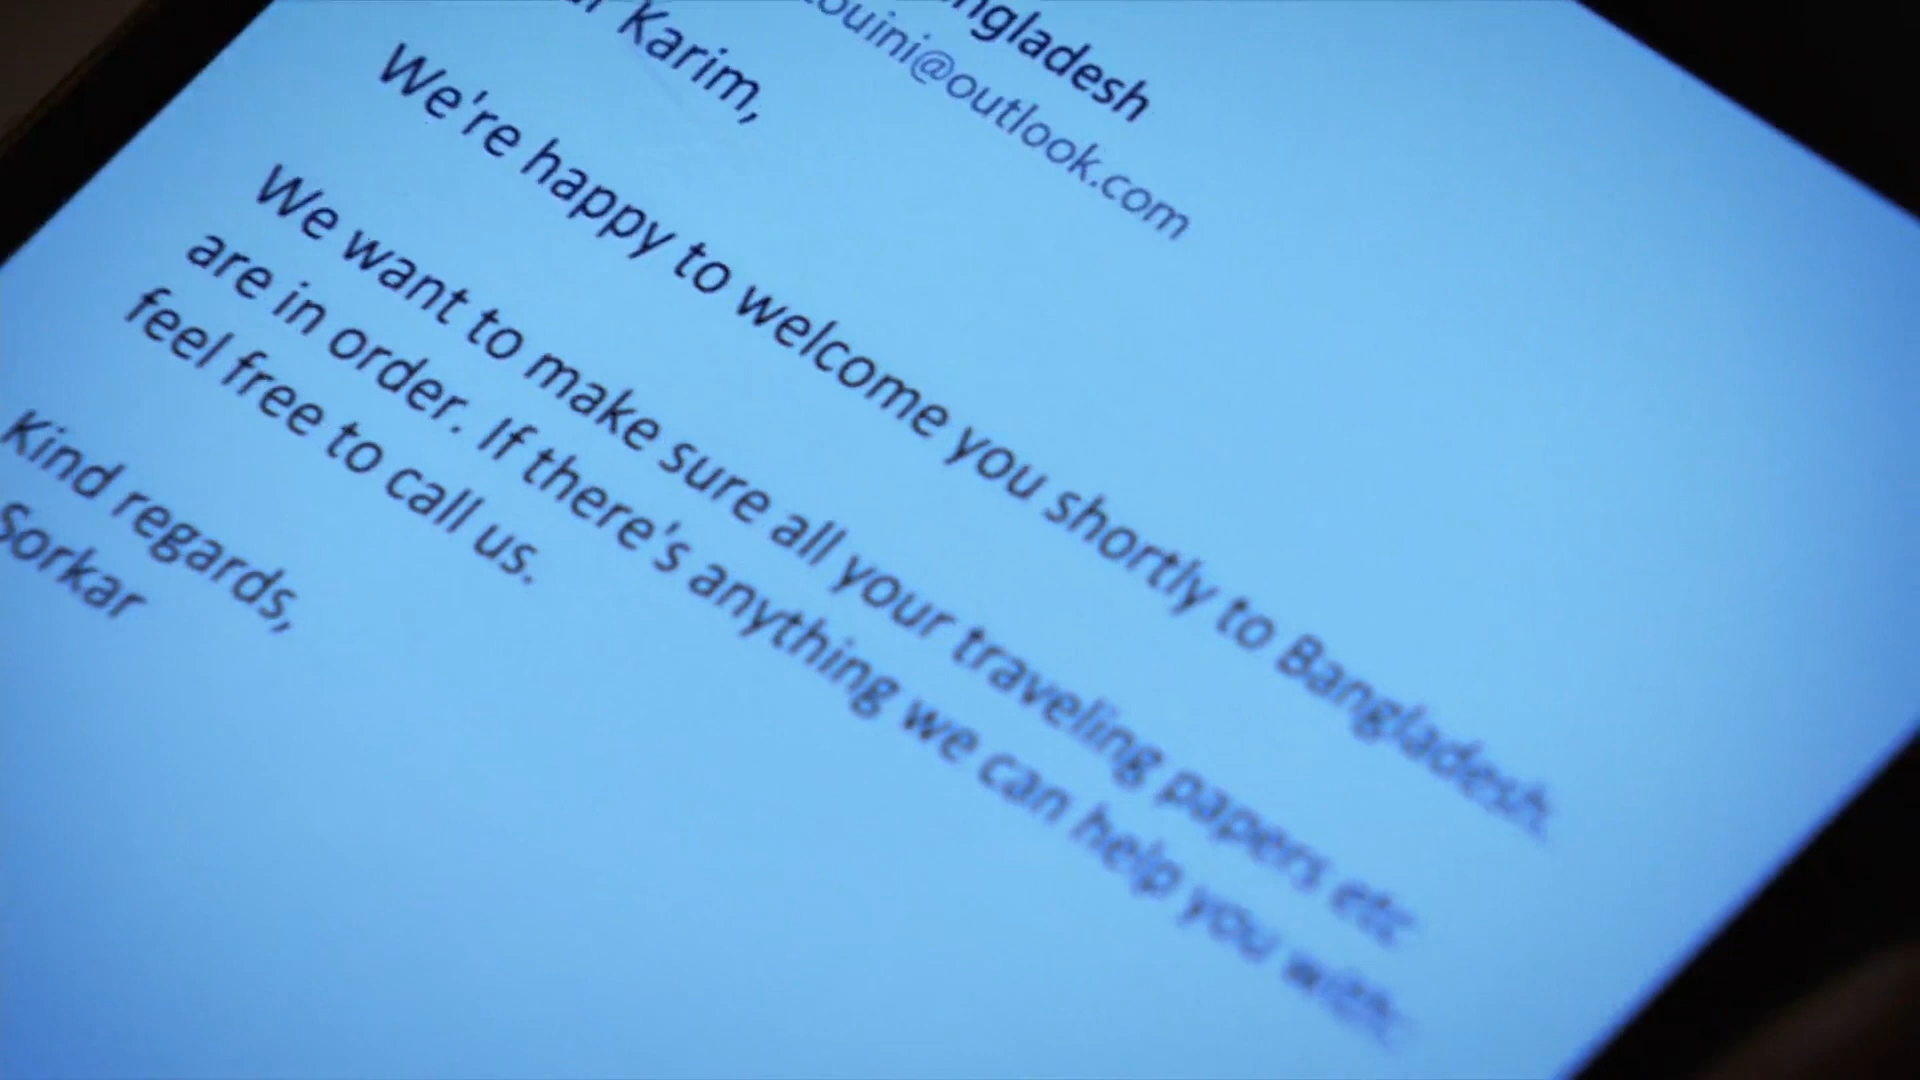 ngladesh
ouini@outlook.com
Karim,
We're happy to welcome you shortly to Bangladesh.
We want to make sure all your traveling papers etc
are in order. If there's anything we can help you with,
feel free to call us.
Kind regards,
Sorkar